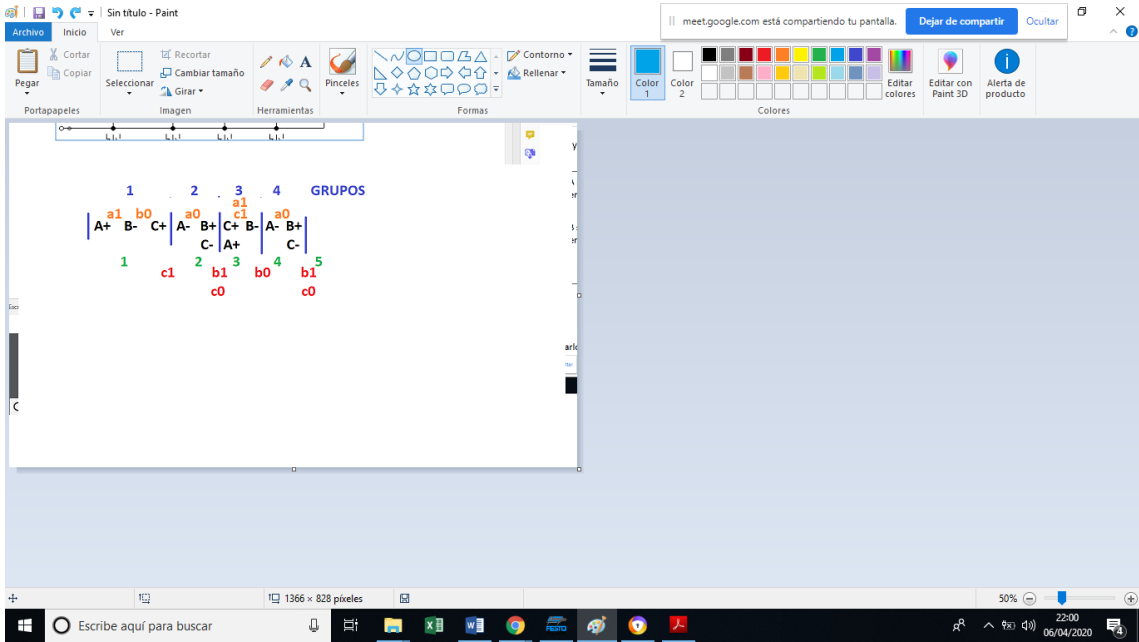 Sin título - Paint
meet.google.com está compartiendo tu pantalla. Dejar de compartir Ocultar
Archivo Inicio Ver
Pegar
Cortar
Copiar
Portapapeles
Seleccionar
Recortar
Cambiar tamaño
Girar
Imagen
A
Herramientas
Pinceles
Contorno
Rellenar
Formas
Tamaño
Color 1
Color 2
Editar colores
Colores
Editar con Paint 3D
Alerta de producto
1 2 3 4 GRUPOS
a1
a1 b0 a0 c1 a0
A+ B- C+ A- B+ C+ B- A- B+
C- A+ C-
1 2 3 4 5
c1 b1 b0 b1
c0 c0
1366 × 828 píxeles
50%
Escribe aquí para buscar
FESTO
22:00
06/04/2020
4